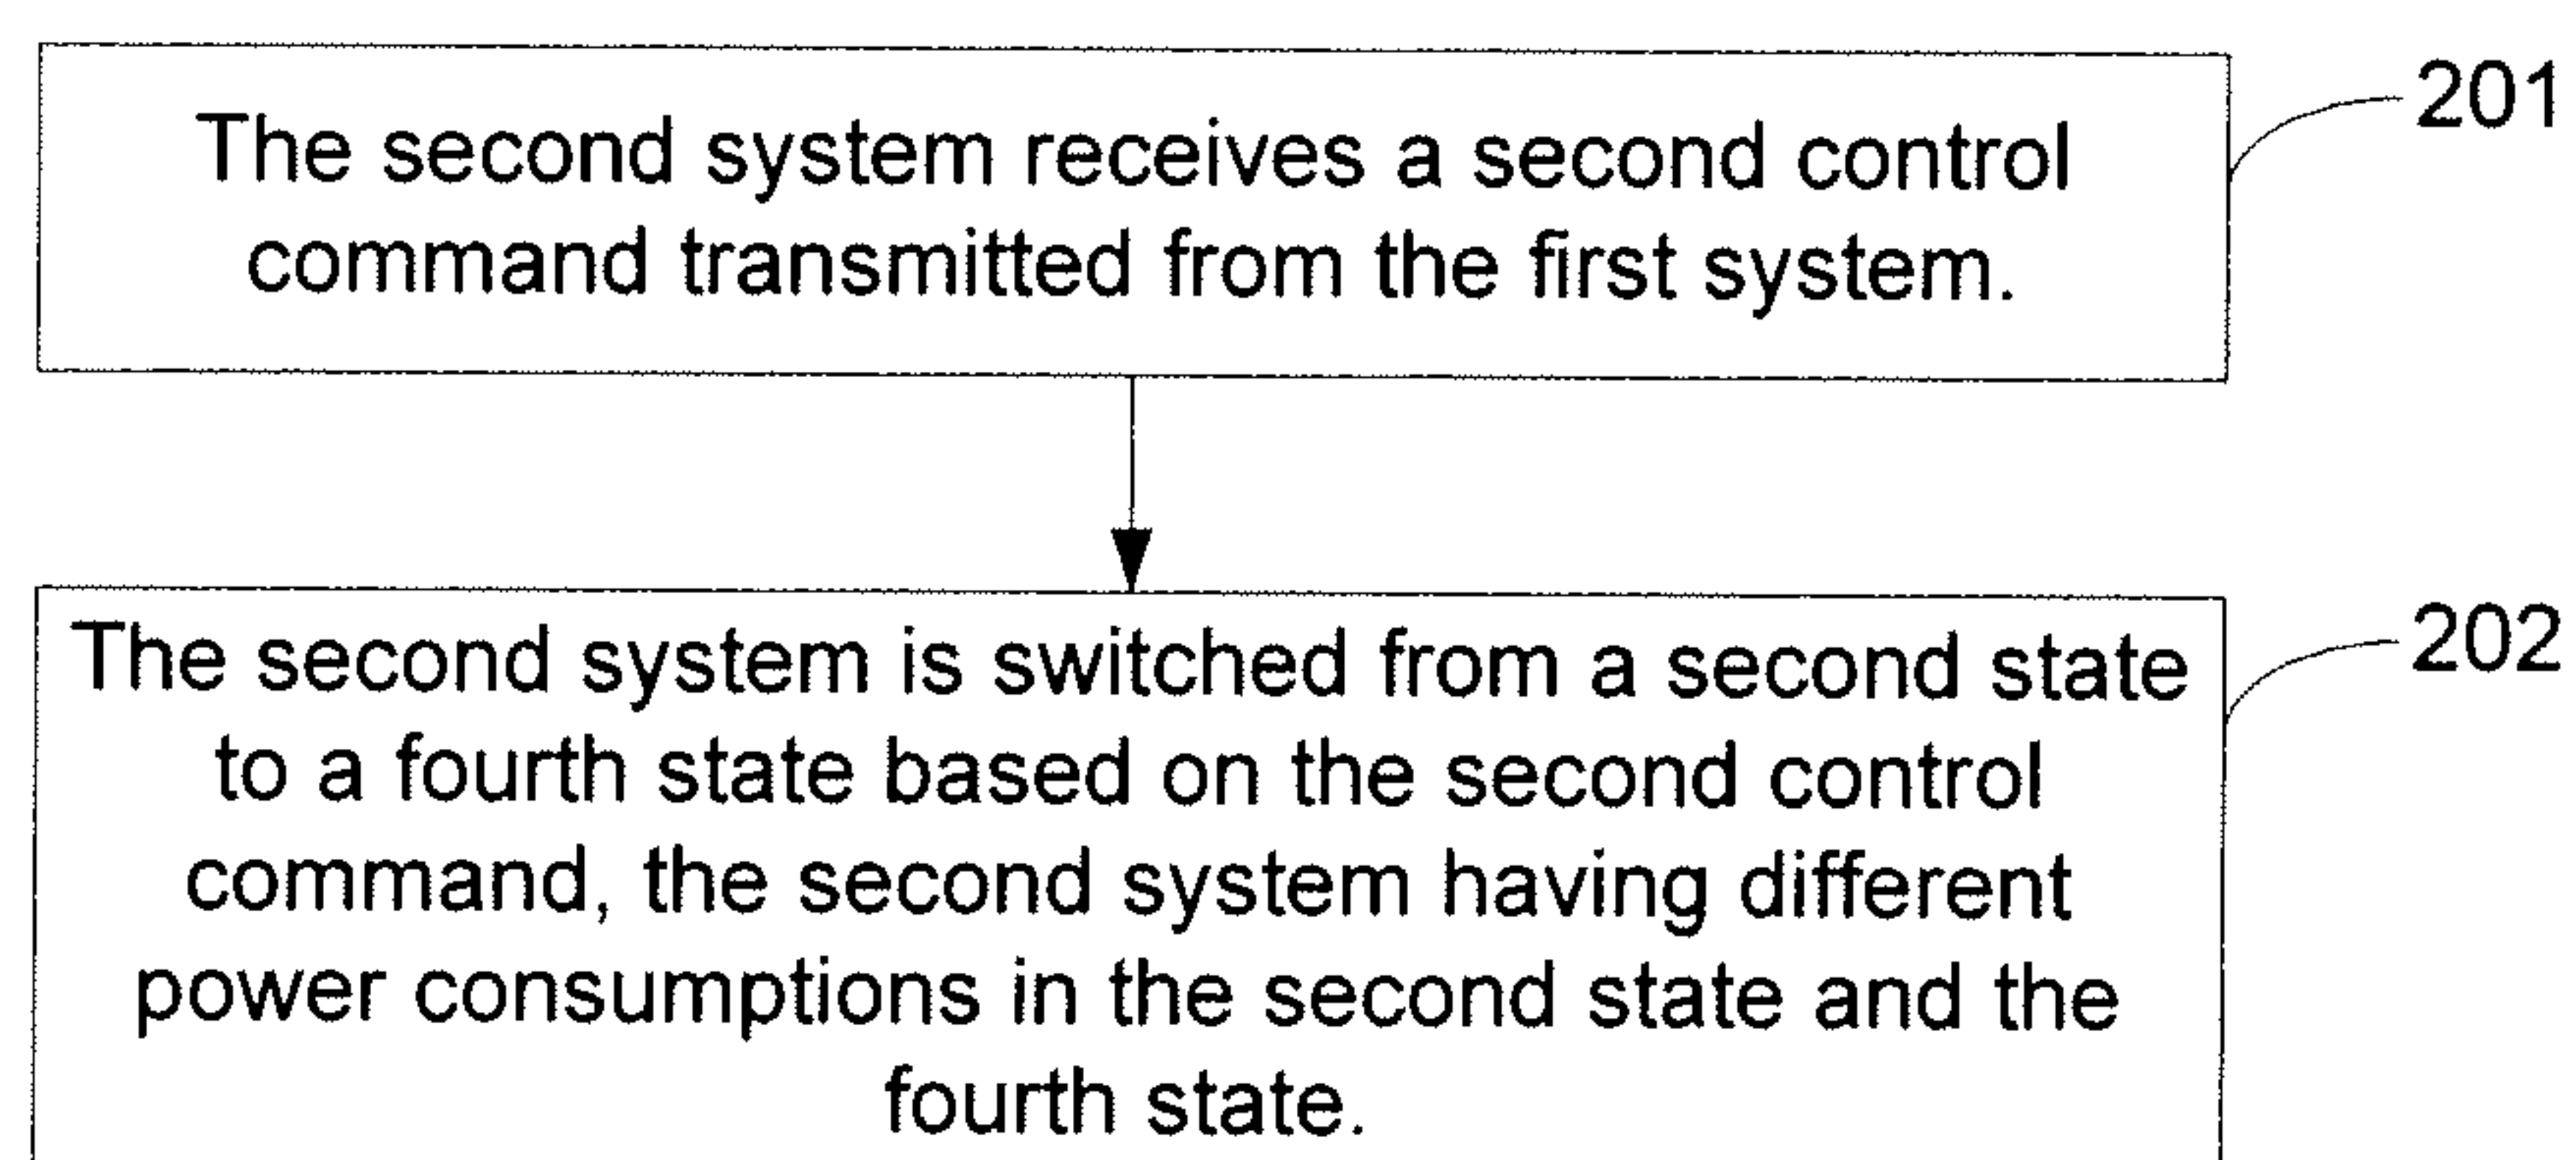 The second system receives a second control
command transmitted from the first system.
201
The second system is switched from a second state
to a fourth state based on the second control
command, the second system having different
power consumptions in the second state and the
fourth state.
202